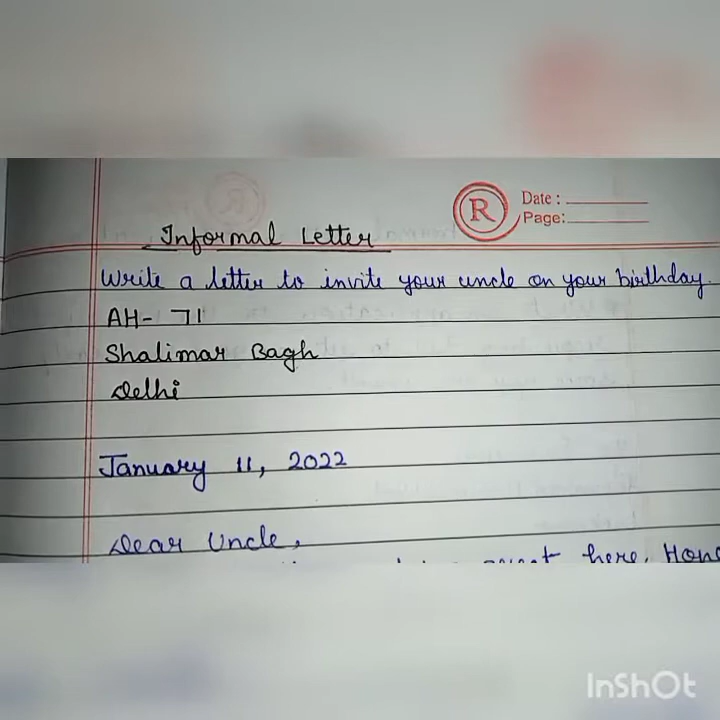 R
Date :
Page:
Informal Letter
Write a letter to invite your uncle on your birthday.
AH- 71
Shalimar Bagh
Delhi
January 11, 2022
Dear Uncle,
here.
InShOt